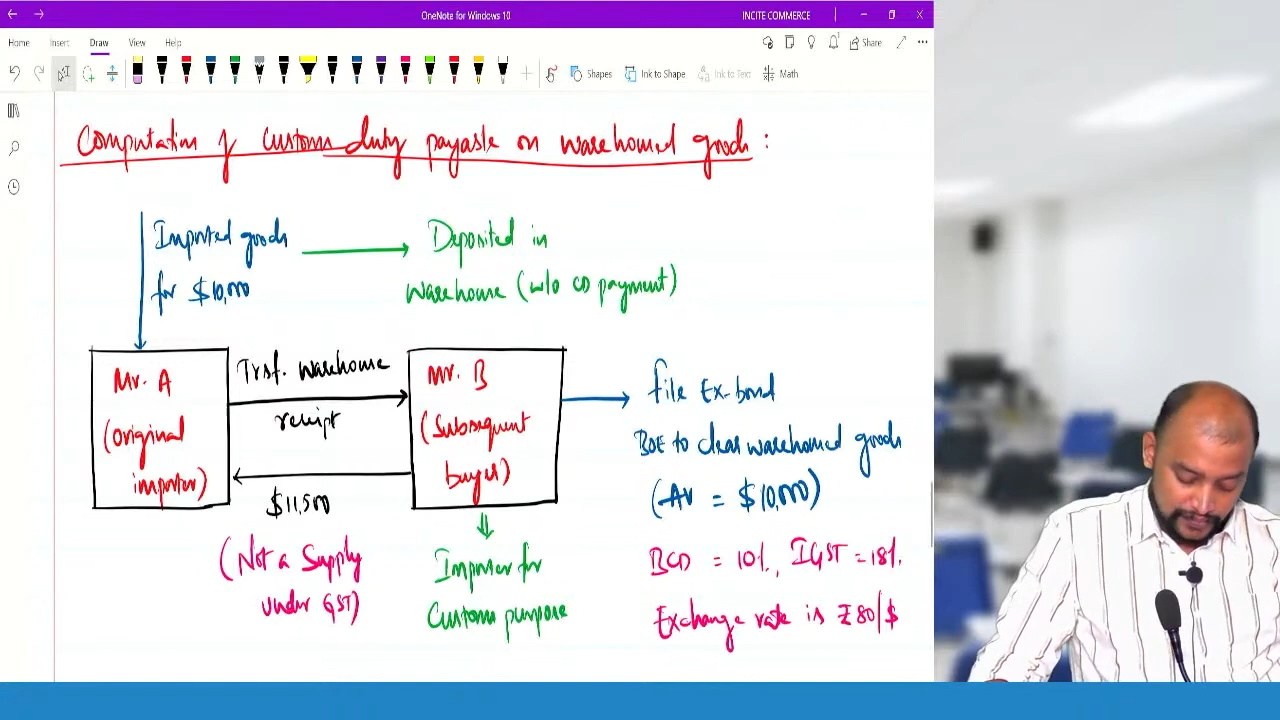 OneNote for Windows 10
INCITE COMMERCE
Home Insert Draw View Help
Share
Shapes Ink to Shape Ink to Text Math
Computation of custom duty payable on warehoused goods :
Imported goods
for $10,000
Deposited in
warehouse (w/o CD payment)
Mr. A
(Original
importer)
Trsf. warehouse
receipt
$11,500
(Not a Supply
under GST)
Mr. B
(Subsequent
buyer)
Importer for
Custom purpose
File Ex-bond
BOE to clear warehoused goods
(AV = $10,000)
BCD = 10%, IGST = 18%.
Exchange rate is ₹80/$